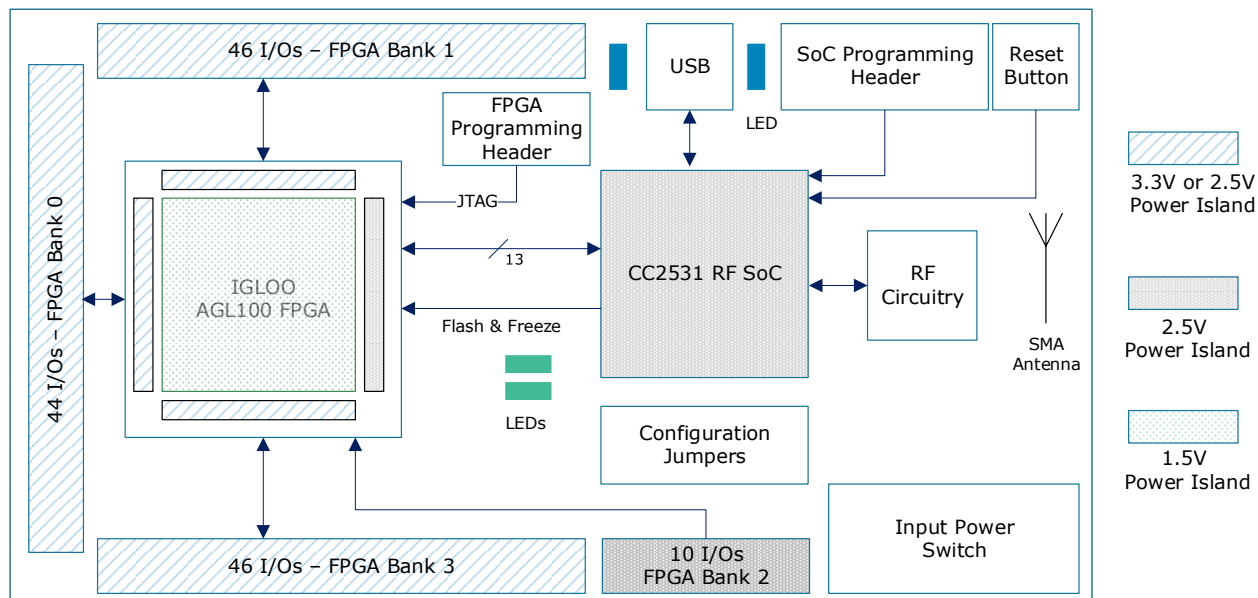 46 I/Os – FPGA Bank 1
USB
LED
SoC Programming
Header
Reset
Button
FPGA
Programming
Header
JTAG
44 I/Os – FPGA Bank 0
IGLOO
AGL100 FPGA
13
Flash & Freeze
LEDs
CC2531 RF SoC
RF
Circuitry
SMA
Antenna
Configuration
Jumpers
Input Power
Switch
46 I/Os – FPGA Bank 3
10 I/Os
FPGA Bank 2
3.3V or 2.5V
Power Island
2.5V
Power Island
1.5V
Power Island